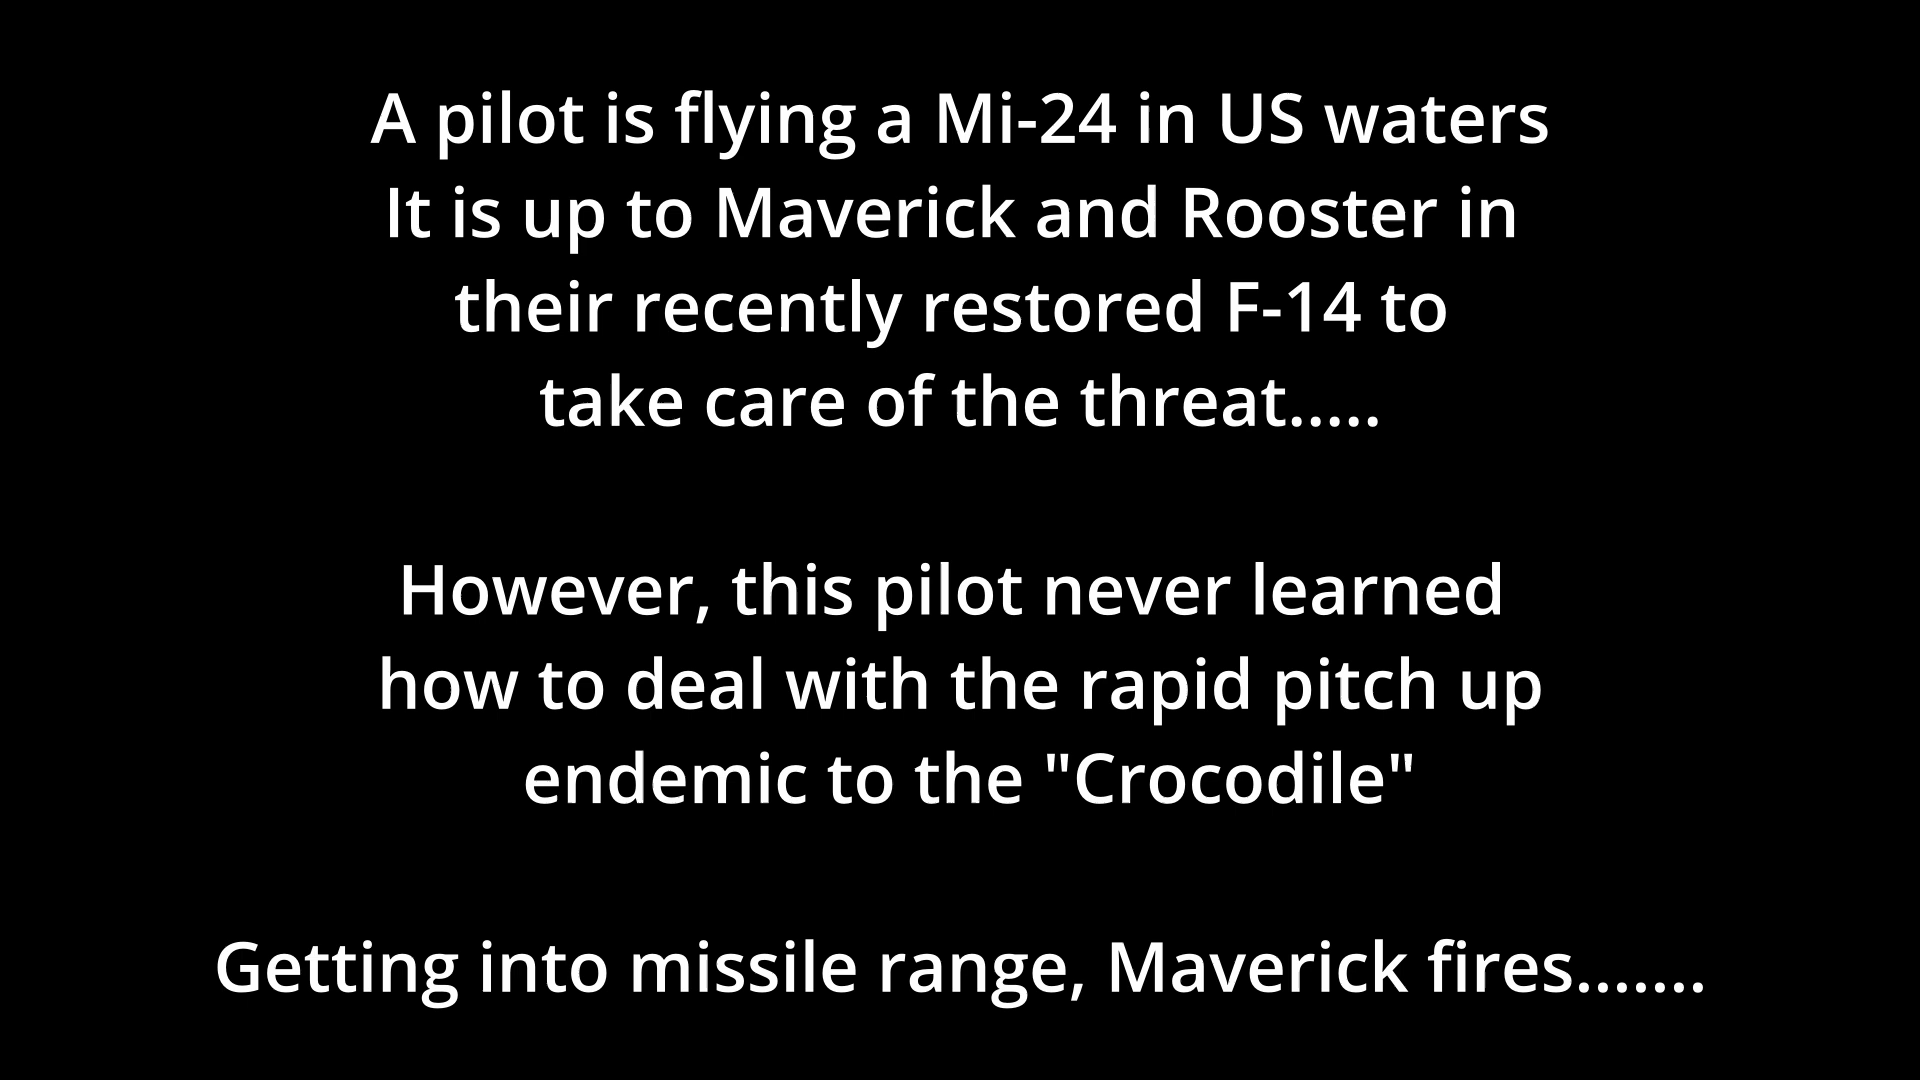 A pilot is flying a Mi-24 in US waters
It is up to Maverick and Rooster in
their recently restored F-14 to
take care of the threat.....
However, this pilot never learned
how to deal with the rapid pitch up
endemic to the "Crocodile"
Getting into missile range, Maverick fires.......